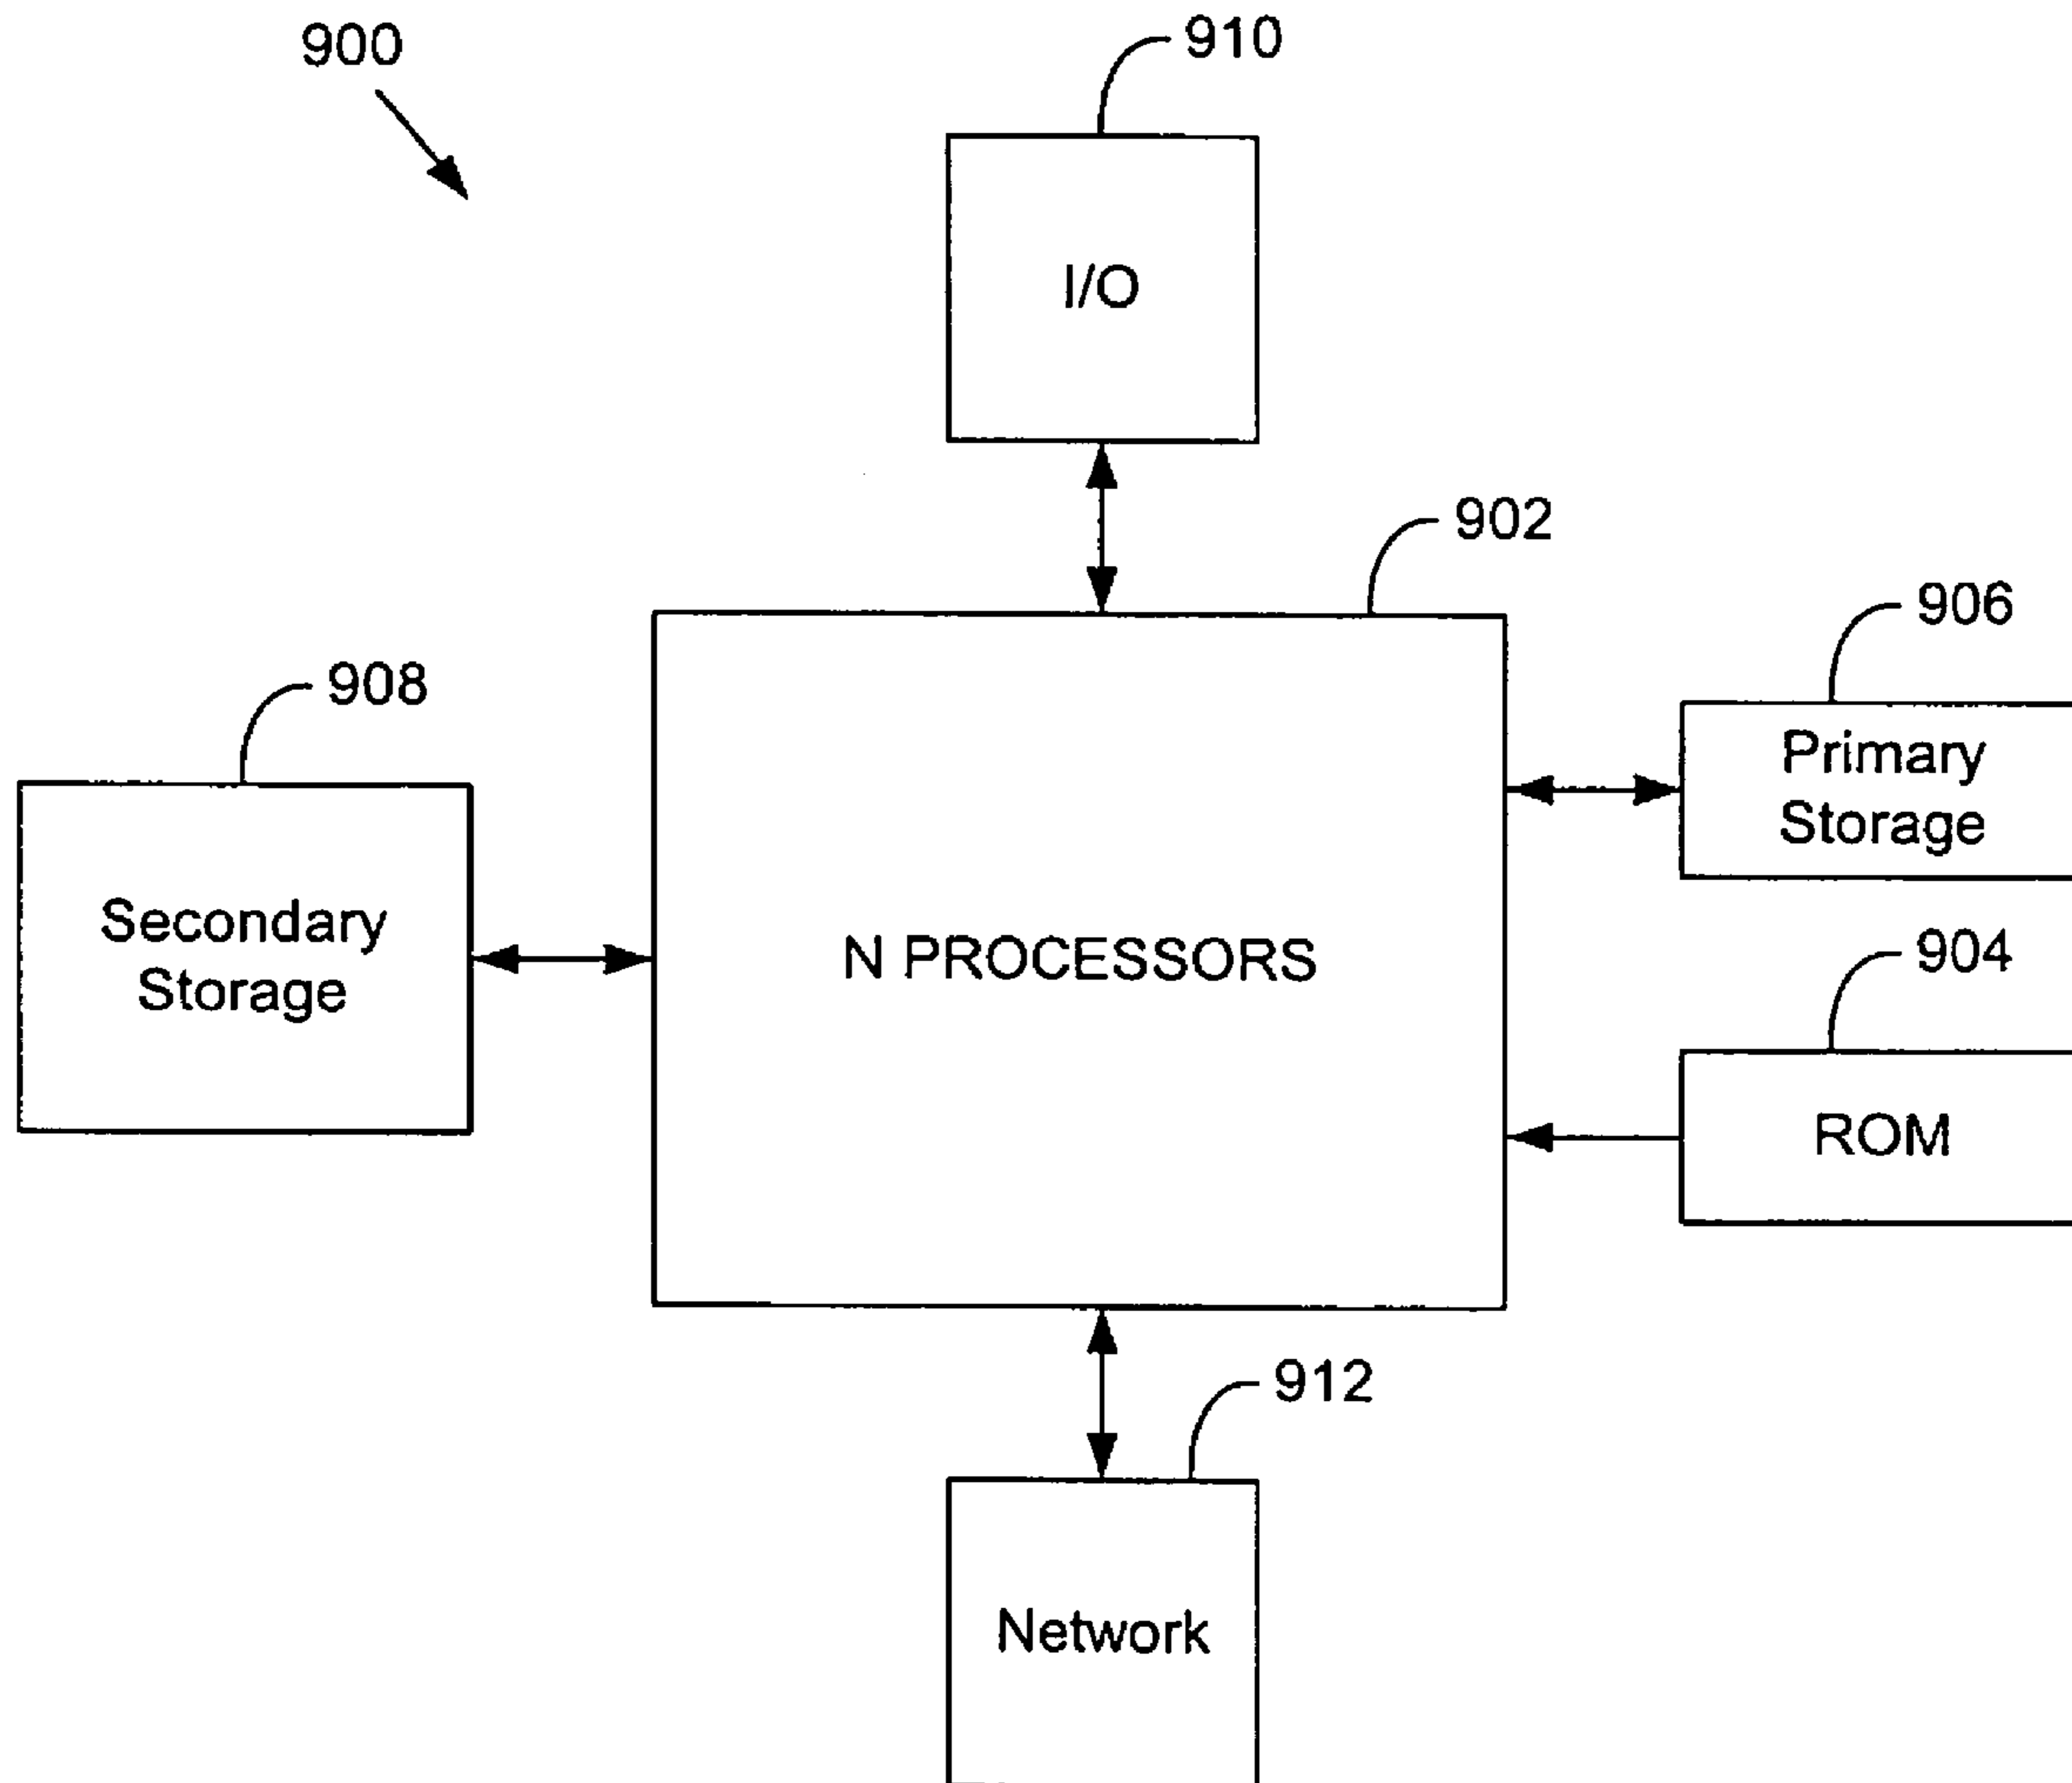 900
910
I/O
902
906
908
Primary
Storage
Secondary
Storage
N PROCESSORS
904
ROM
912
Network